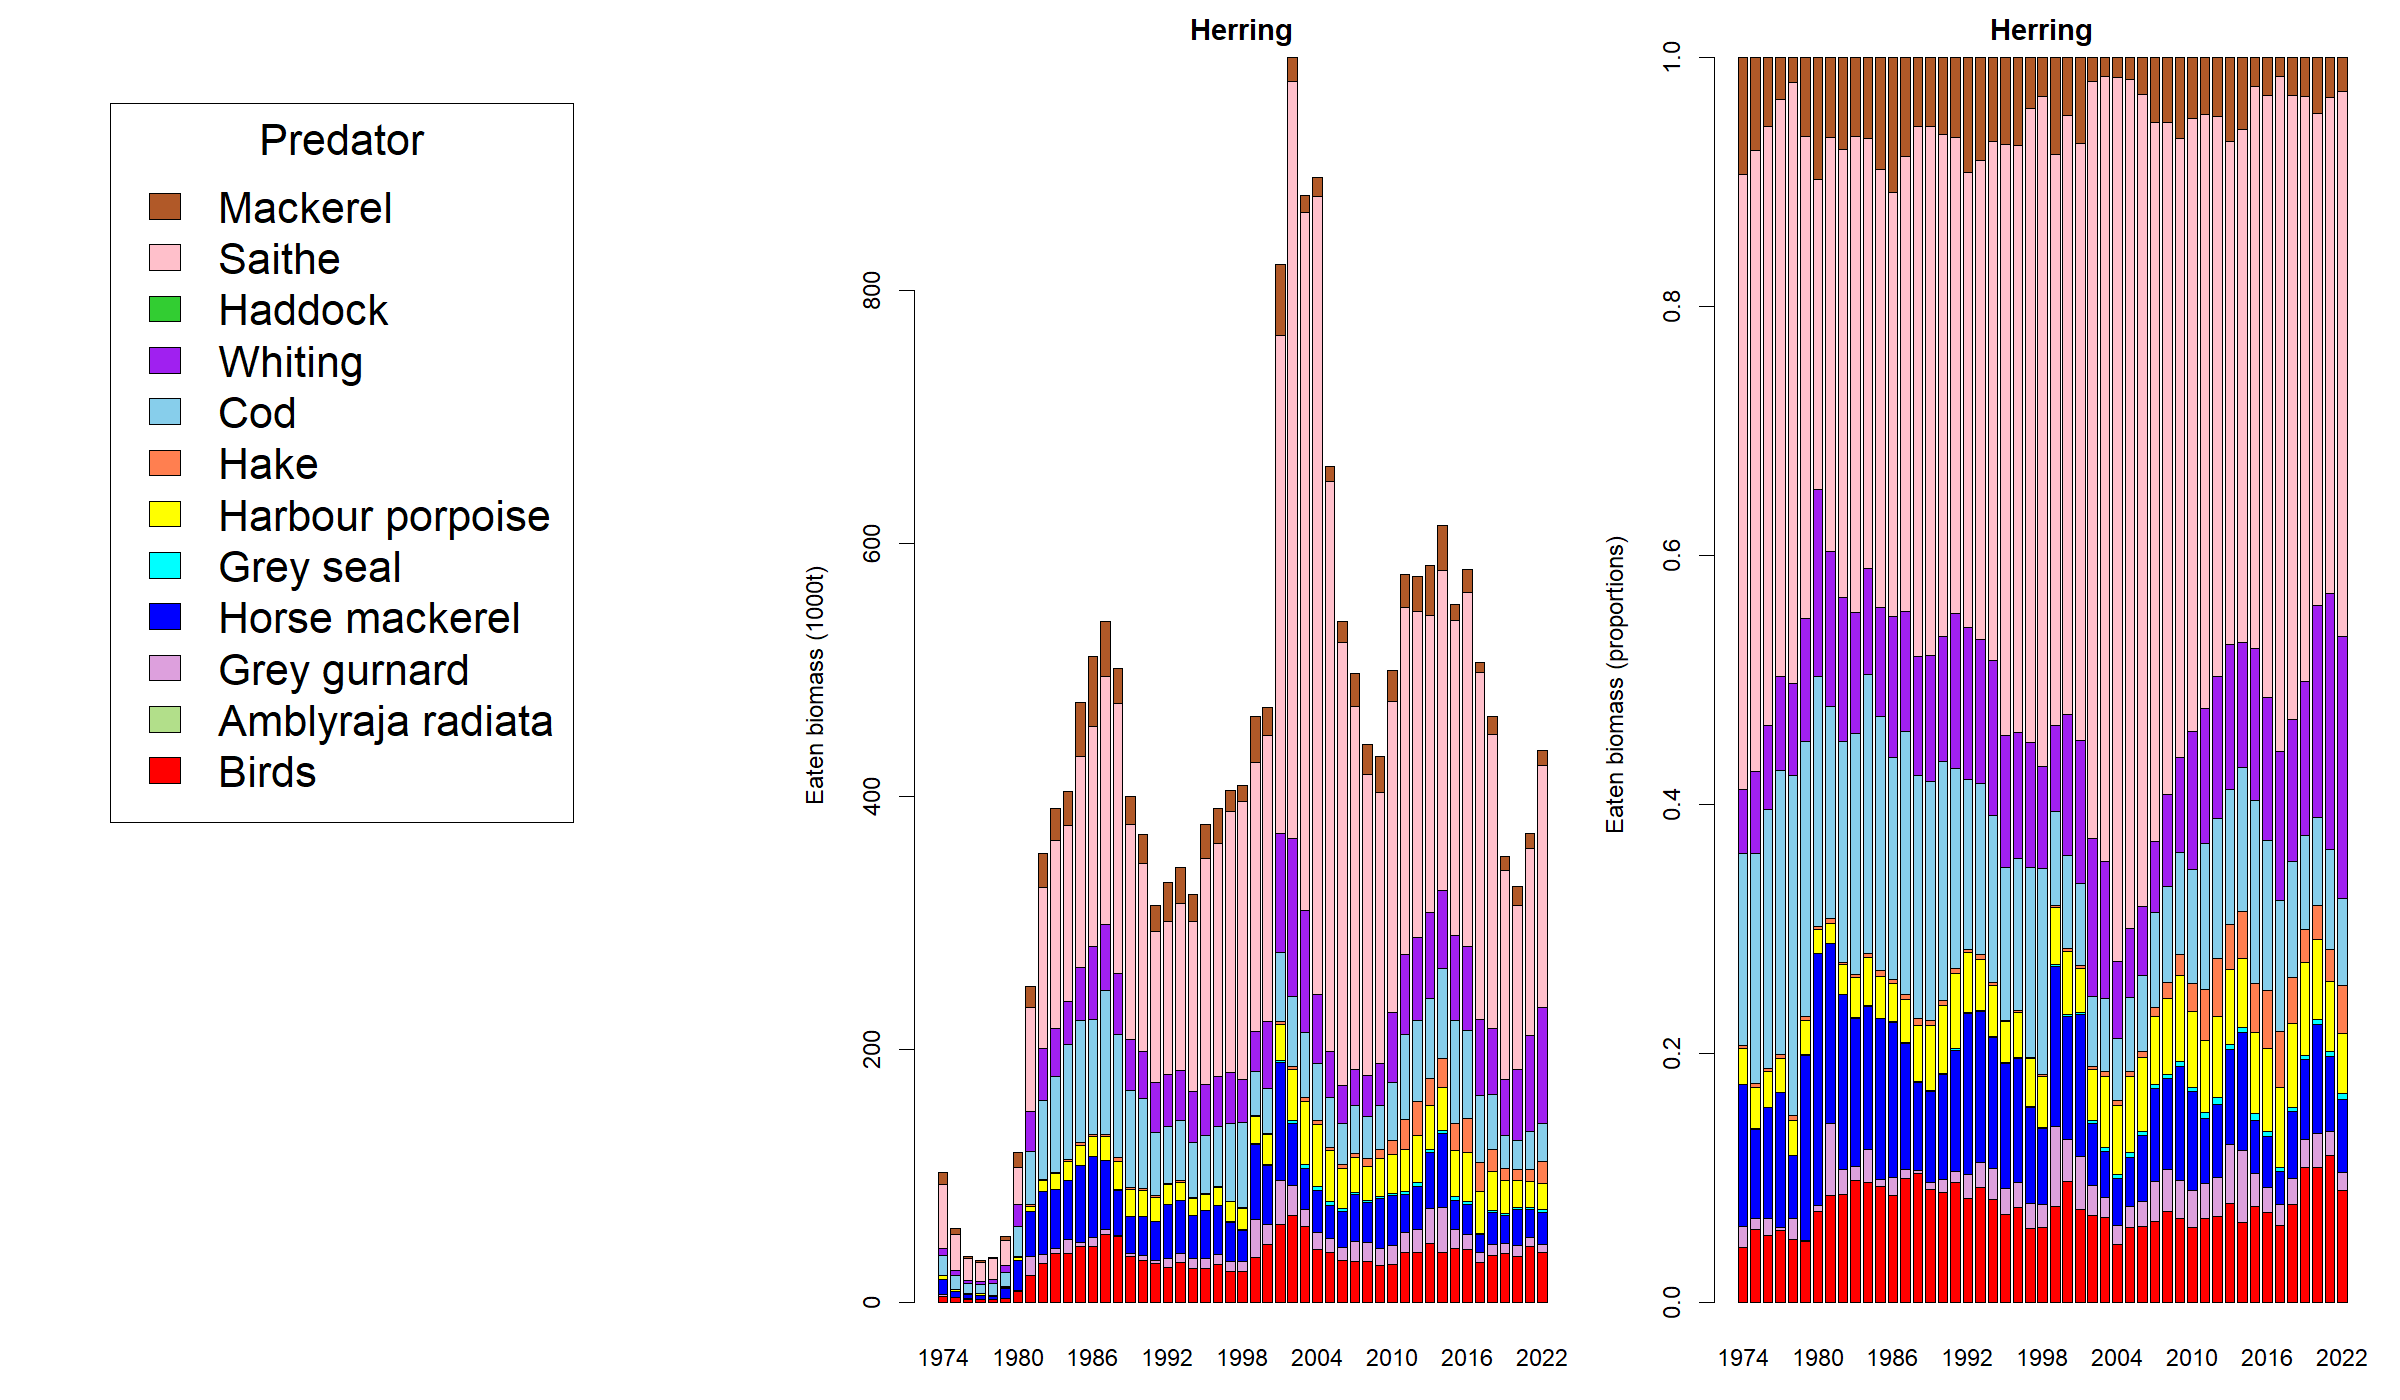 Predator
Mackerel
Saithe
Haddock
Whiting
Cod
Hake
Harbour porpoise
Grey seal
Horse mackerel
Grey gurnard
Amblyraja radiata
Birds
Herring
Eaten biomass (1000t)
800
600
400
200
0
1974 1980 1986 1992 1998 2004 2010 2016 2022
Herring
Eaten biomass (proportions)
1.0
0.8
0.6
0.4
0.2
0.0
1974 1980 1986 1992 1998 2004 2010 2016 2022